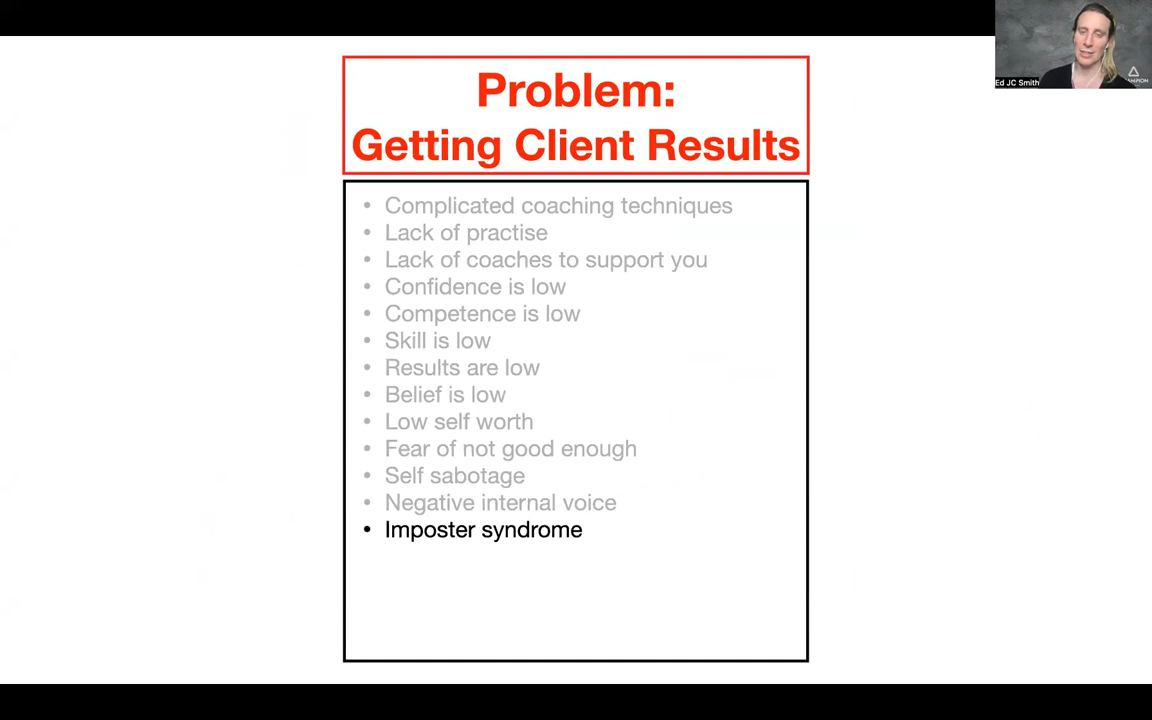 Problem:
Getting Client Results
• Complicated coaching techniques
• Lack of practise
• Lack of coaches to support you
• Confidence is low
• Competence is low
• Skill is low
• Results are low
• Belief is low
• Low self worth
• Fear of not good enough
• Self sabotage
• Negative internal voice
• Imposter syndrome
Ed JC Smith